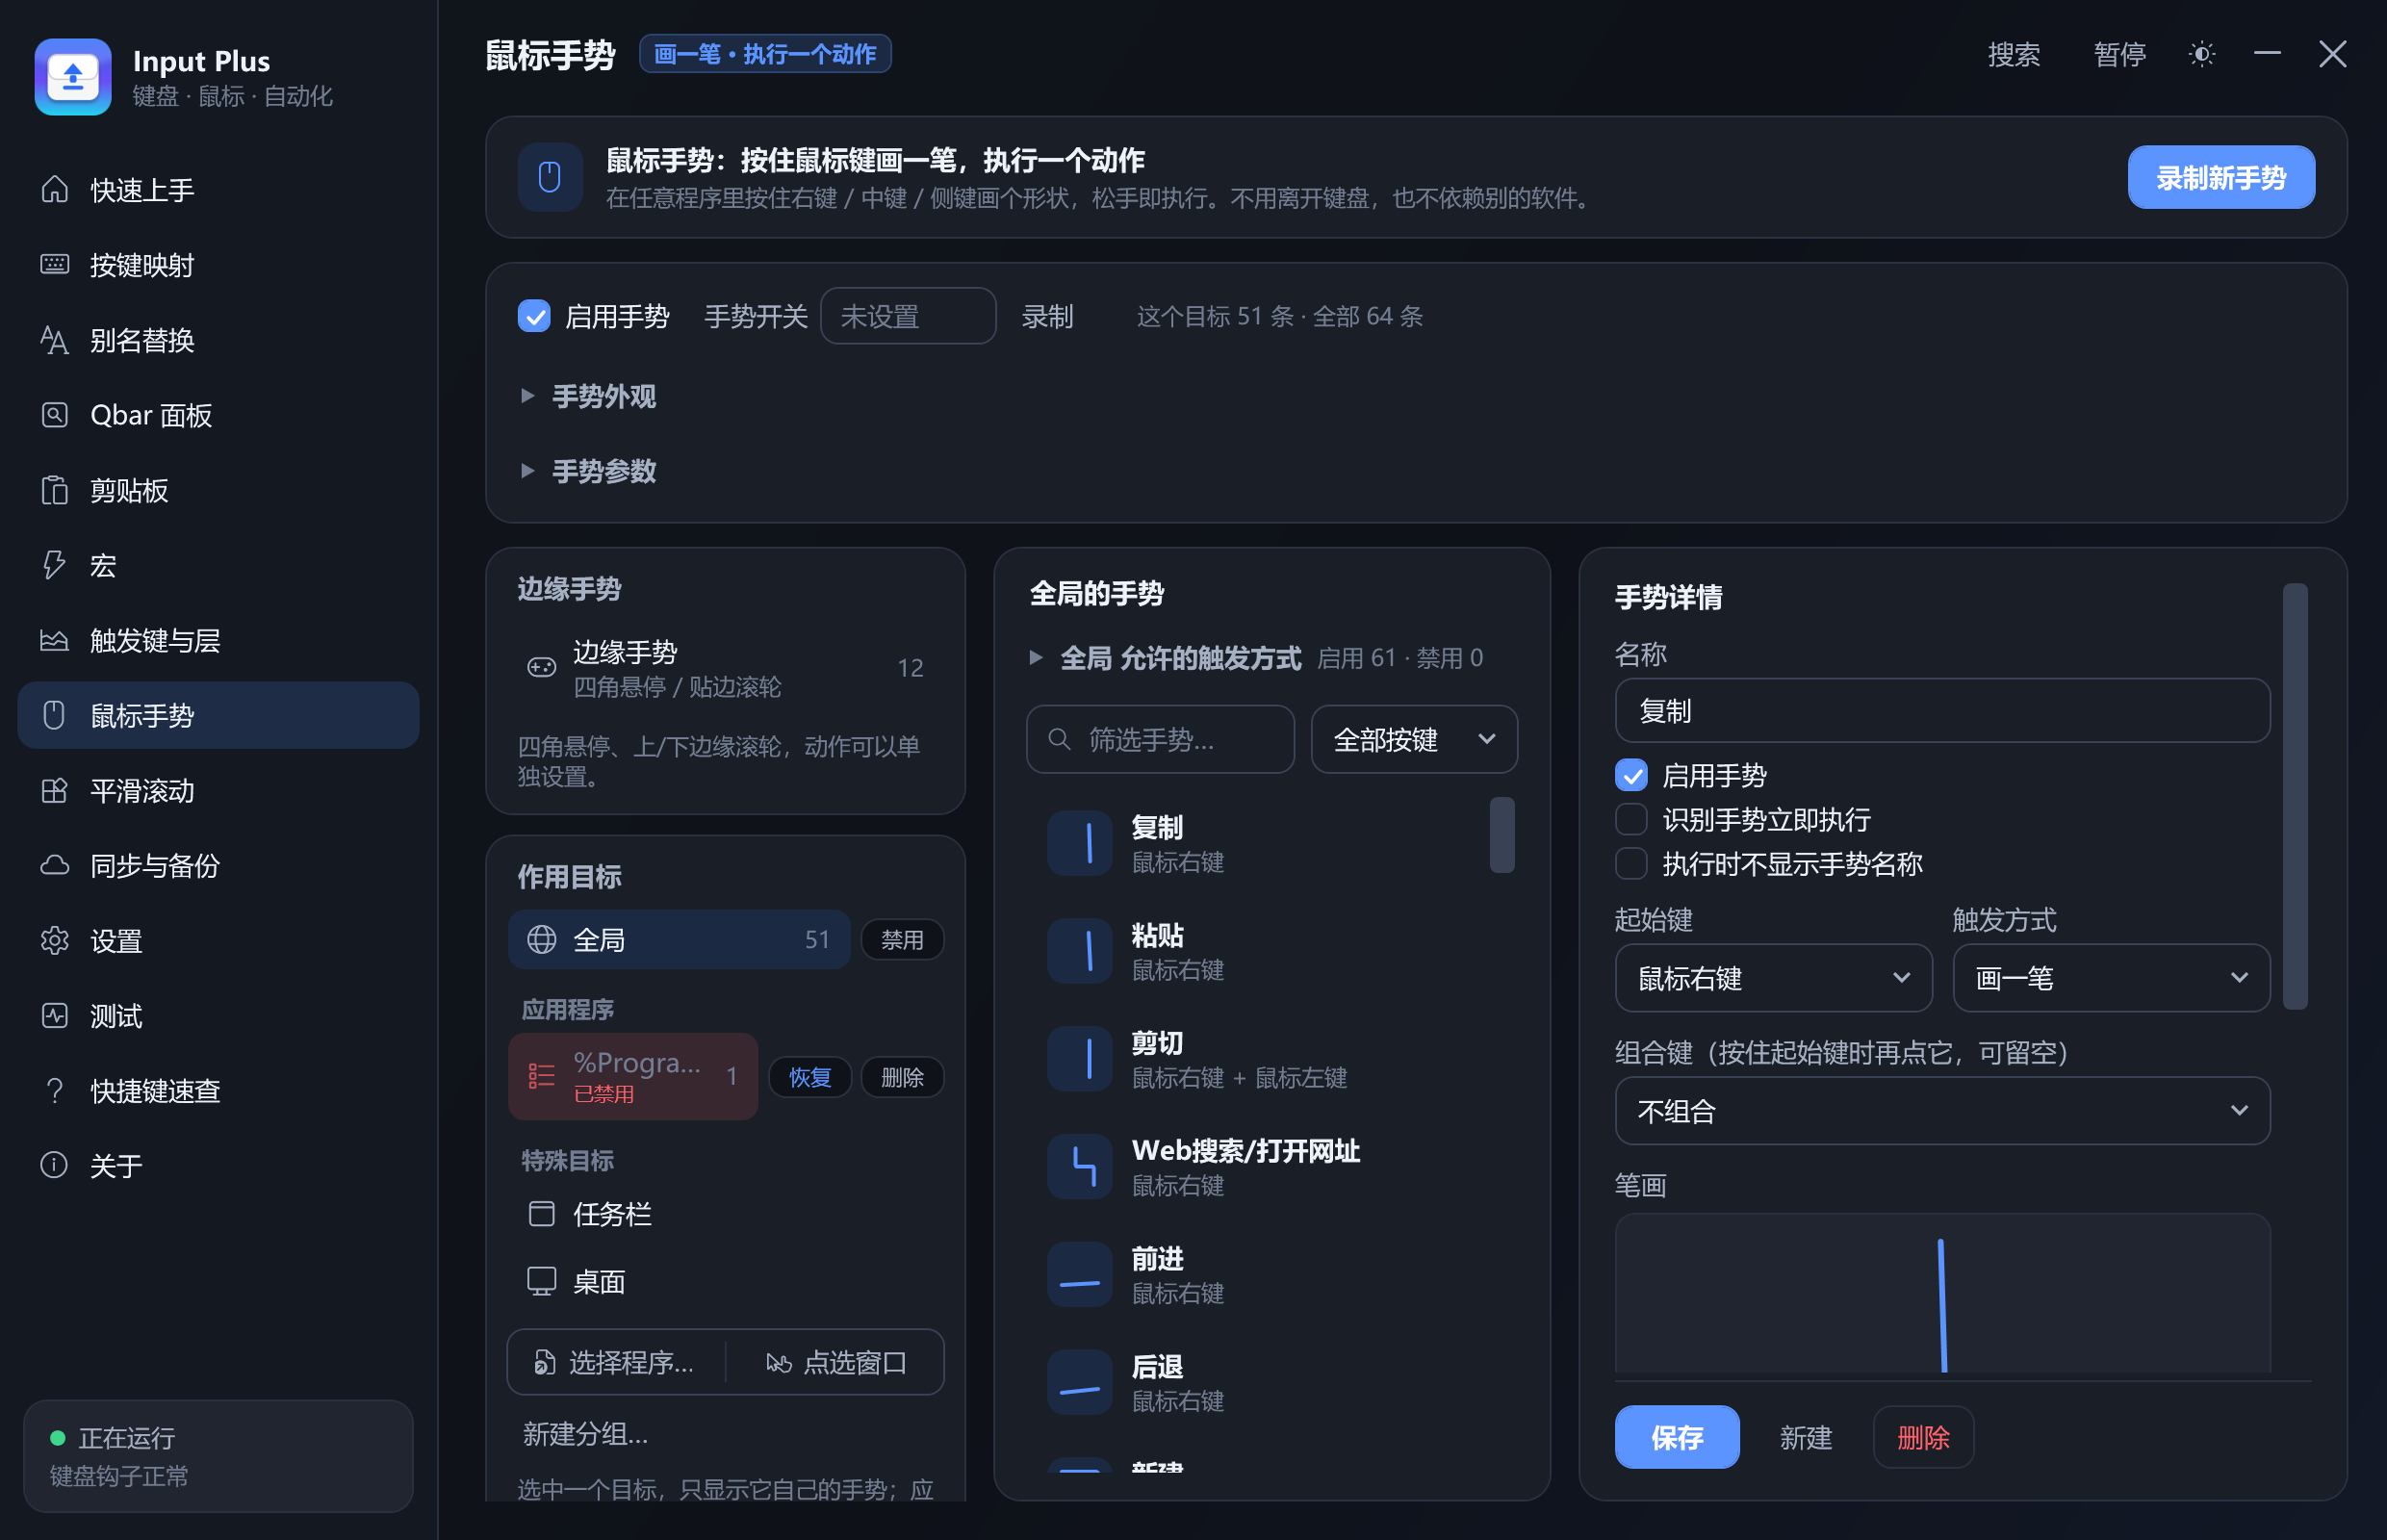 Input Plus
键盘 · 鼠标 · 自动化
快速上手
按键映射
别名替换
Qbar 面板
剪贴板
宏
触发键与层
鼠标手势
平滑滚动
同步与备份
设置
测试
快捷键速查
关于
正在运行
键盘钩子正常
鼠标手势
画一笔 · 执行一个动作
搜索
暂停
鼠标手势：按住鼠标键画一笔，执行一个动作
在任意程序里按住右键 / 中键 / 侧键画个形状，松手即执行。不用离开键盘，也不依赖别的软件。
录制新手势
启用手势
手势开关
未设置
录制
这个目标 51 条 · 全部 64 条
手势外观
手势参数
边缘手势
边缘手势
四角悬停 / 贴边滚轮
12
四角悬停、上/下边缘滚轮，动作可以单
独设置。
作用目标
全局
51
禁用
应用程序
%Progra...
已禁用
1
恢复
删除
特殊目标
任务栏
桌面
选择程序...
点选窗口
新建分组...
选中一个目标，只显示它自己的手势；应
全局的手势
全局 允许的触发方式
启用 61 · 禁用 0
筛选手势...
全部按键
复制
鼠标右键
粘贴
鼠标右键
剪切
鼠标右键 + 鼠标左键
Web搜索/打开网址
鼠标右键
前进
鼠标右键
后退
鼠标右键
新建
手势详情
名称
复制
启用手势
识别手势立即执行
执行时不显示手势名称
起始键
触发方式
鼠标右键
画一笔
组合键（按住起始键时再点它，可留空）
不组合
笔画
保存
新建
删除